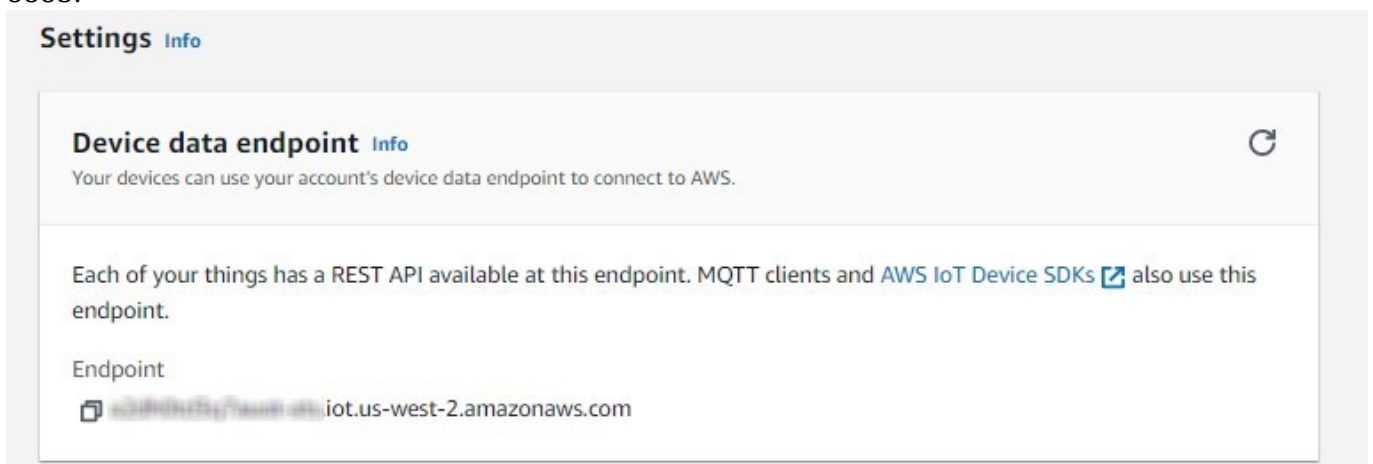 Settings Info
Device data endpoint Info
Your devices can use your account's device data endpoint to connect to AWS.
Each of your things has a REST API available at this endpoint. MQTT clients and AWS IoT Device SDKs also use this
endpoint.
Endpoint
.iot.us-west-2.amazonaws.com